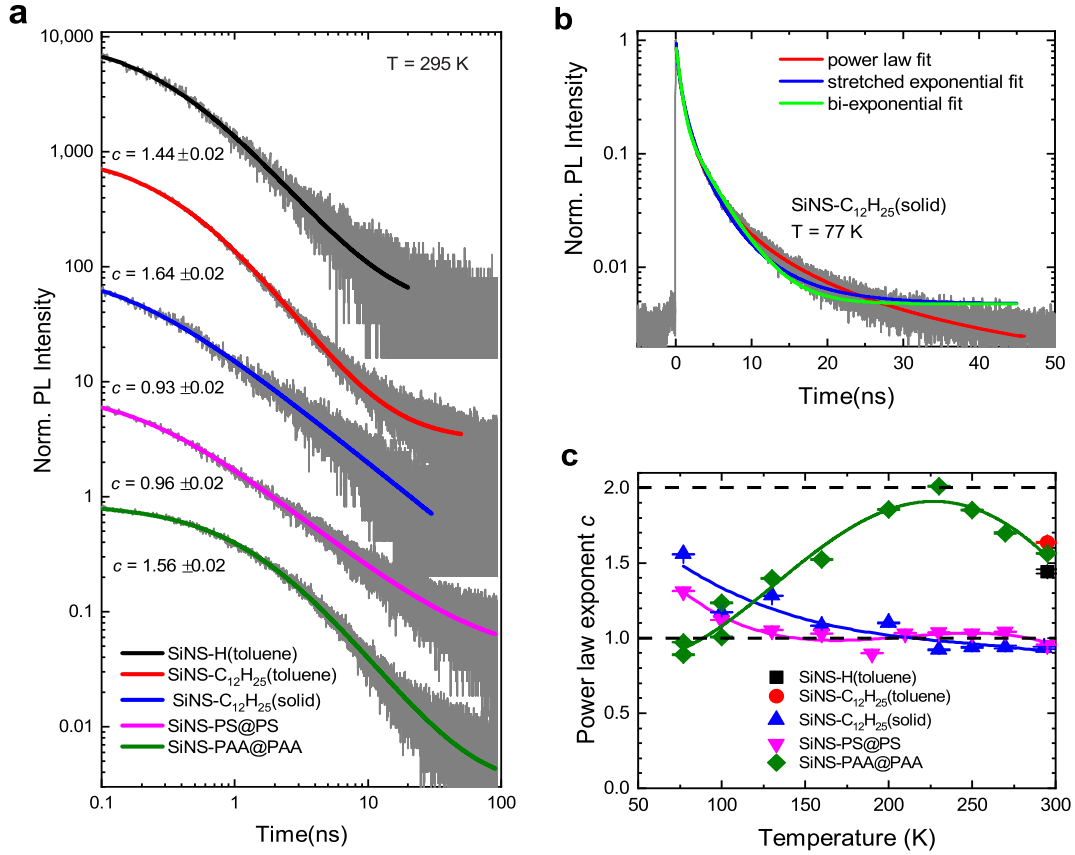 a
10,000
1,000
100
10
1
0.1
0.01
Norm. PL Intensity
T = 295 K
c = 1.44 ±0.02
c = 1.64 ±0.02
c = 0.93 ±0.02
c = 0.96 ±0.02
c = 1.56 ±0.02
SiNS-H(toluene)
SiNS-C₁₂H₂₅(toluene)
SiNS-C₁₂H₂₅(solid)
SiNS-PS@PS
SiNS-PAA@PAA
0.1 1 10 100
Time(ns)
b
1
0.1
0.01
Norm. PL Intensity
power law fit
stretched exponential fit
bi-exponential fit
SiNS-C₁₂H₂₅(solid)
T = 77 K
0 10 20 30 40 50
Time(ns)
c
2.0
1.5
1.0
0.5
0.0
Power law exponent c
SiNS-H(toluene)
SiNS-C₁₂H₂₅(toluene)
SiNS-C₁₂H₂₅(solid)
SiNS-PS@PS
SiNS-PAA@PAA
50 100 150 200 250 300
Temperature (K)